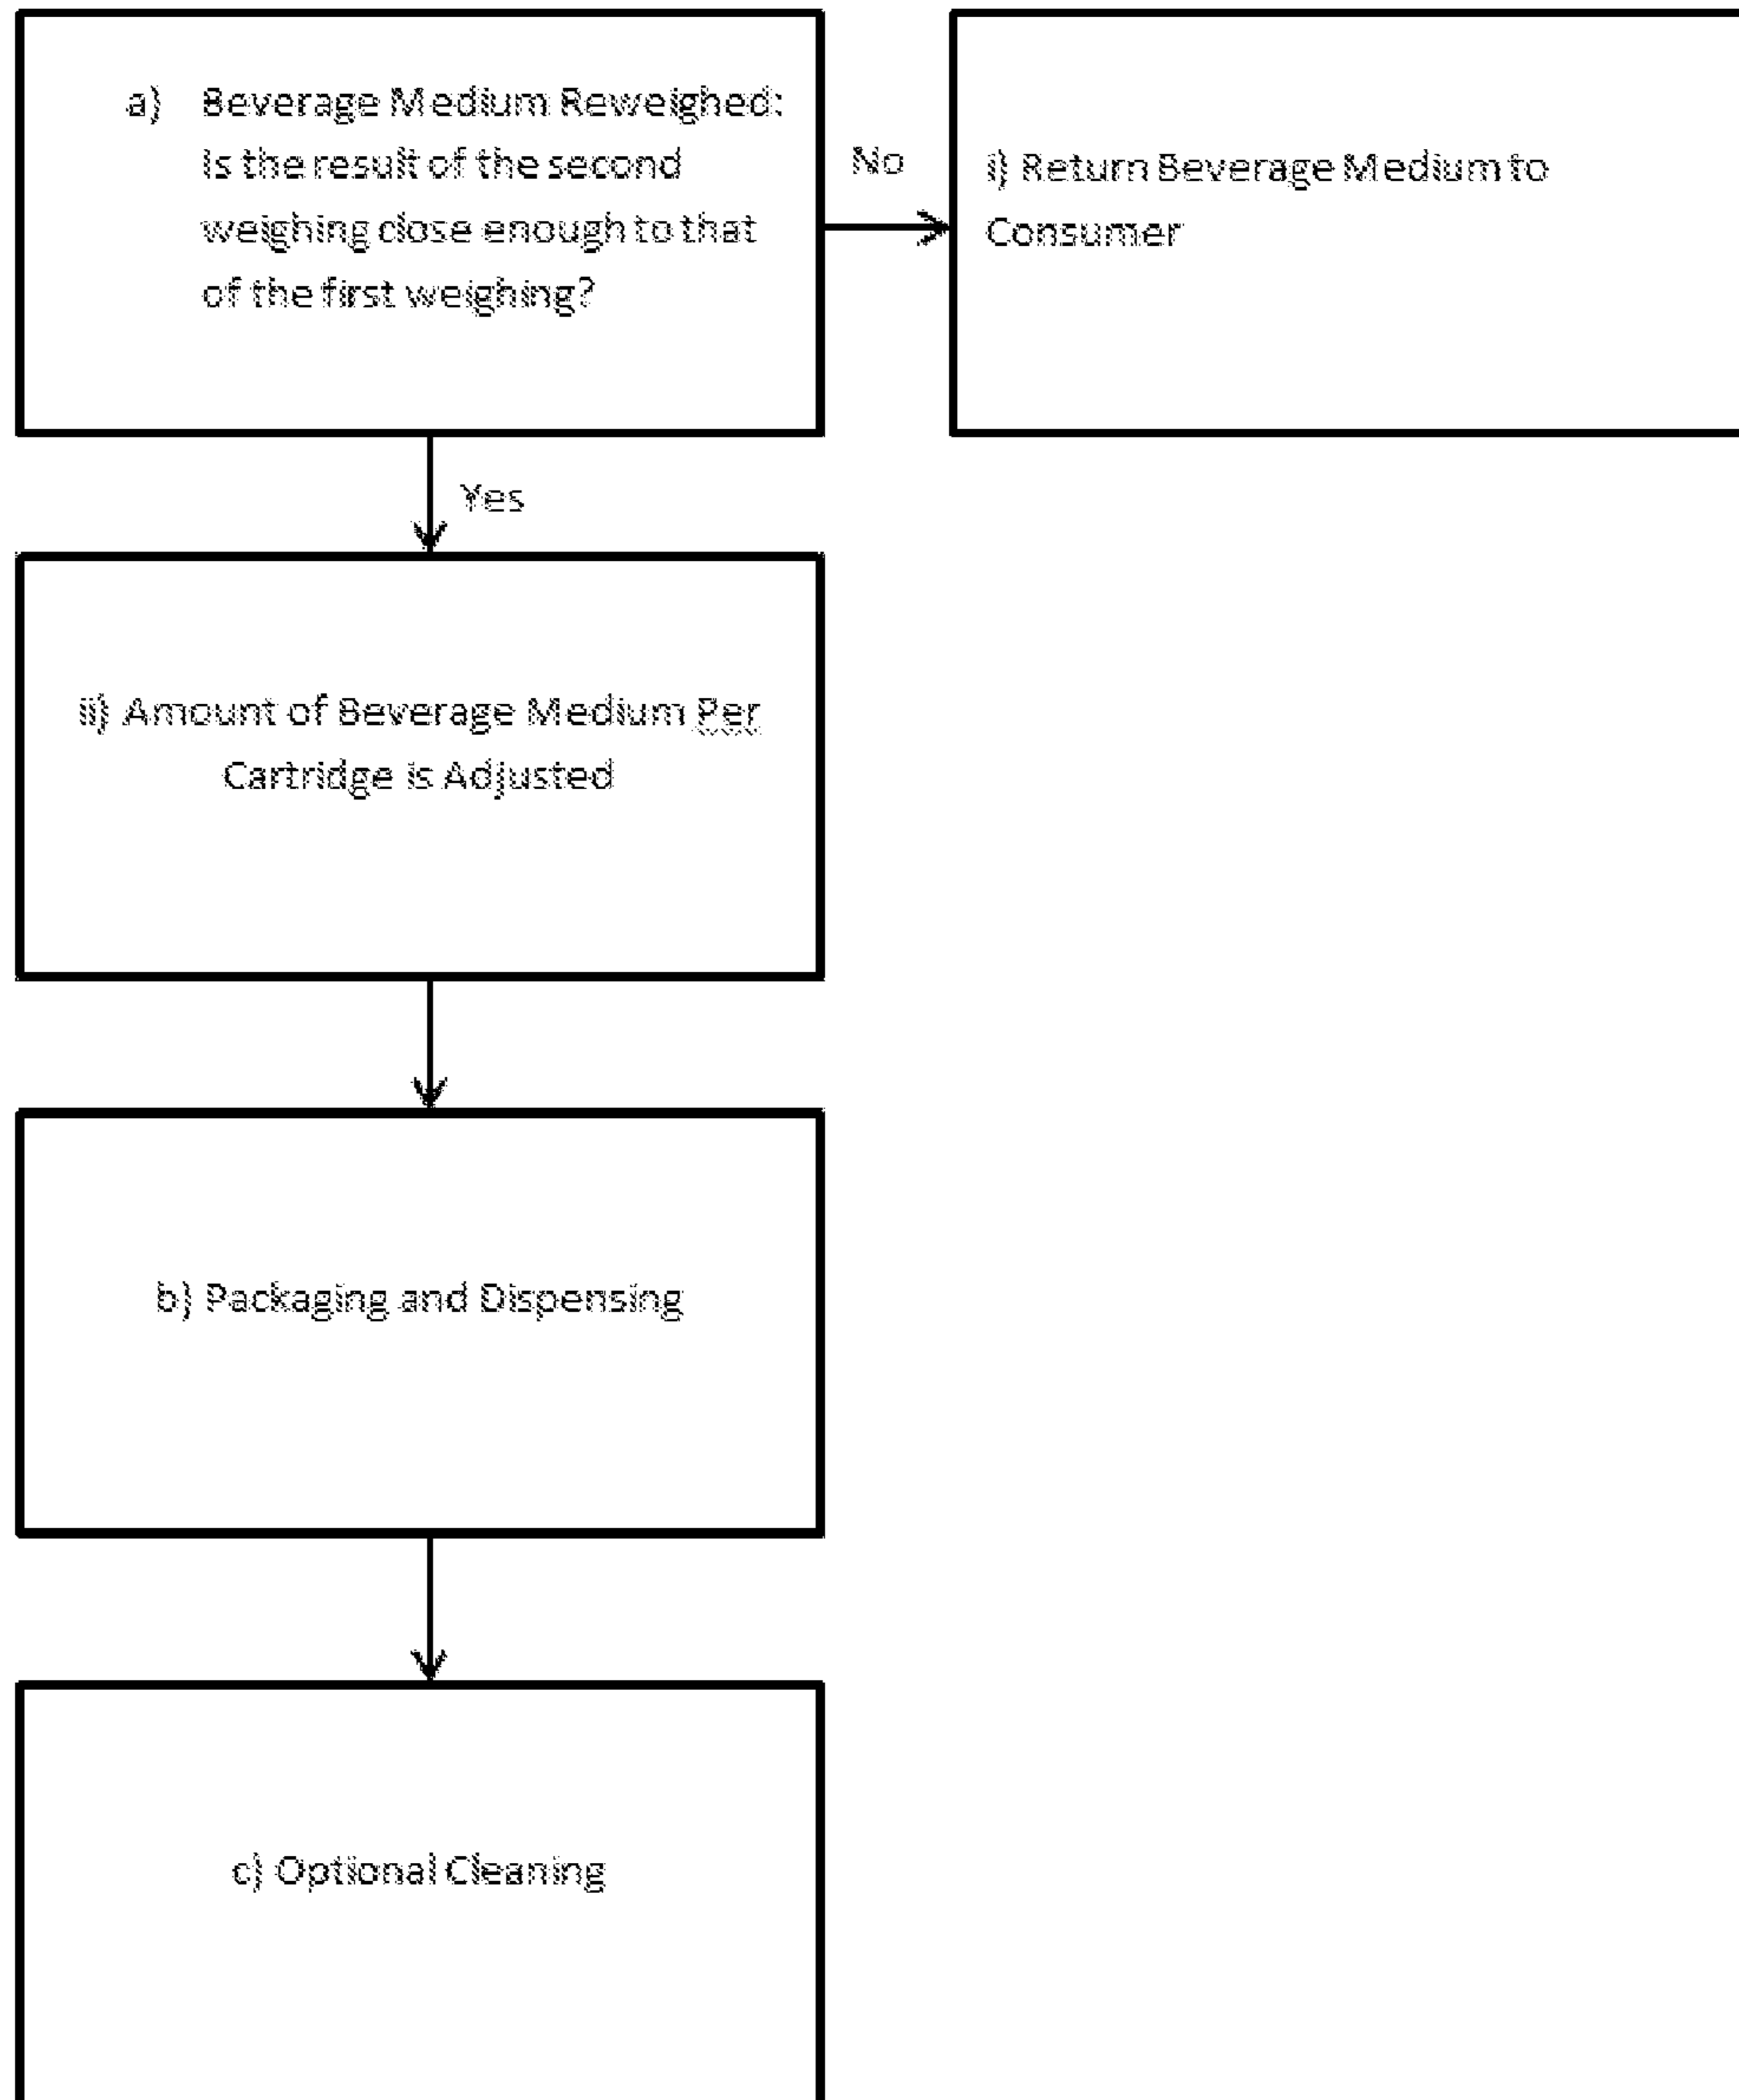 a) Beverage Medium Reweighed:
Is the result of the second
weighing close enough to that
of the first weighing?
No
i) Return Beverage Medium to
Consumer
Yes
ii) Amount of Beverage Medium Per
Cartridge is Adjusted
b) Packaging and Dispensing
c) Optional Cleaning